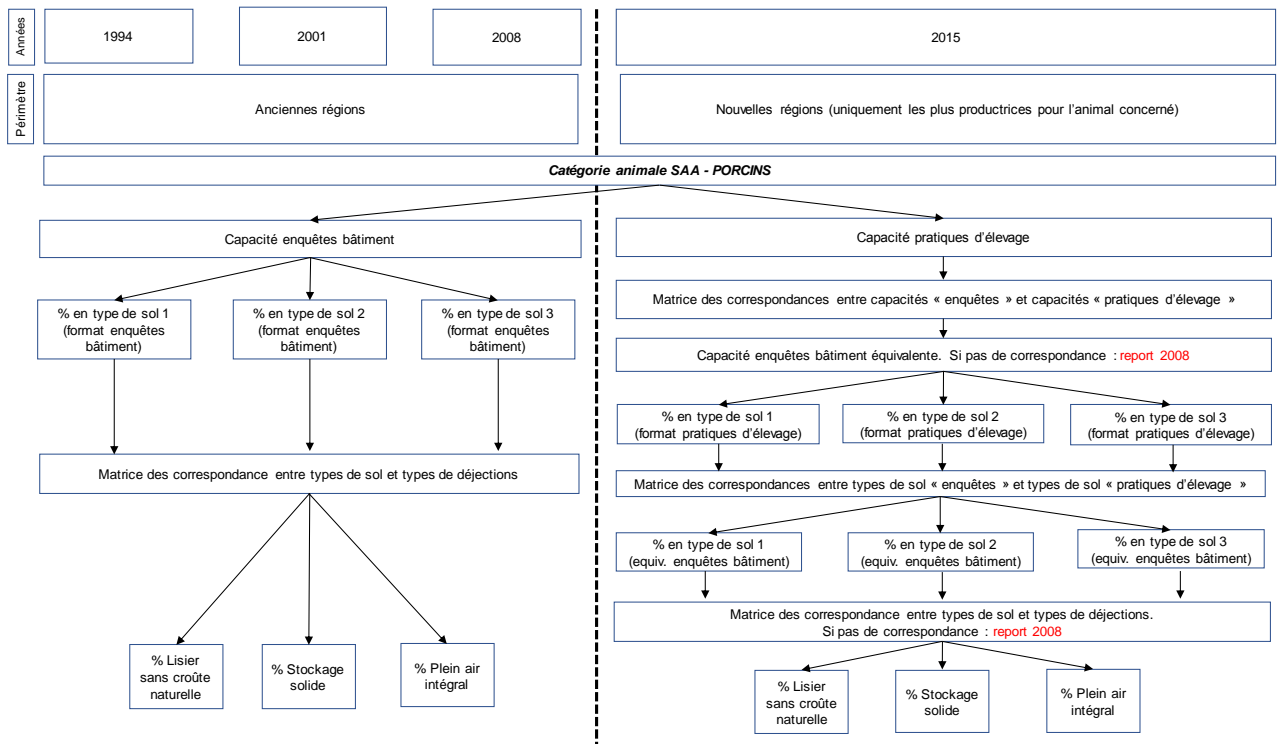 Années
1994
2001
2008
2015
Périmètre
Anciennes régions
Nouvelles régions (uniquement les plus productrices pour l'animal concerné)
Catégorie animale SAA - PORCINS
Capacité enquêtes bâtiment
% en type de sol 1
(format enquêtes
bâtiment)
% en type de sol 2
(format enquêtes
bâtiment)
% en type de sol 3
(format enquêtes
bâtiment)
Matrice des correspondance entre types de sol et types de déjections
% Lisier
sans croûte
naturelle
% Stockage
solide
% Plein air
intégral
Capacité pratiques d'élevage
Matrice des correspondances entre capacités « enquêtes » et capacités « pratiques d'élevage »
Capacité enquêtes bâtiment équivalente. Si pas de correspondance : report 2008
% en type de sol 1
(format pratiques d'élevage)
% en type de sol 2
(format pratiques d'élevage)
% en type de sol 3
(format pratiques d'élevage)
Matrice des correspondances entre types de sol « enquêtes » et types de sol « pratiques d'élevage »
% en type de sol 1
(equiv. enquêtes bâtiment)
% en type de sol 2
(equiv. enquêtes bâtiment)
% en type de sol 3
(equiv. enquêtes bâtiment)
Matrice des correspondance entre types de sol et types de déjections.
Si pas de correspondance : report 2008
% Lisier
sans croûte
naturelle
% Stockage
solide
% Plein air
intégral